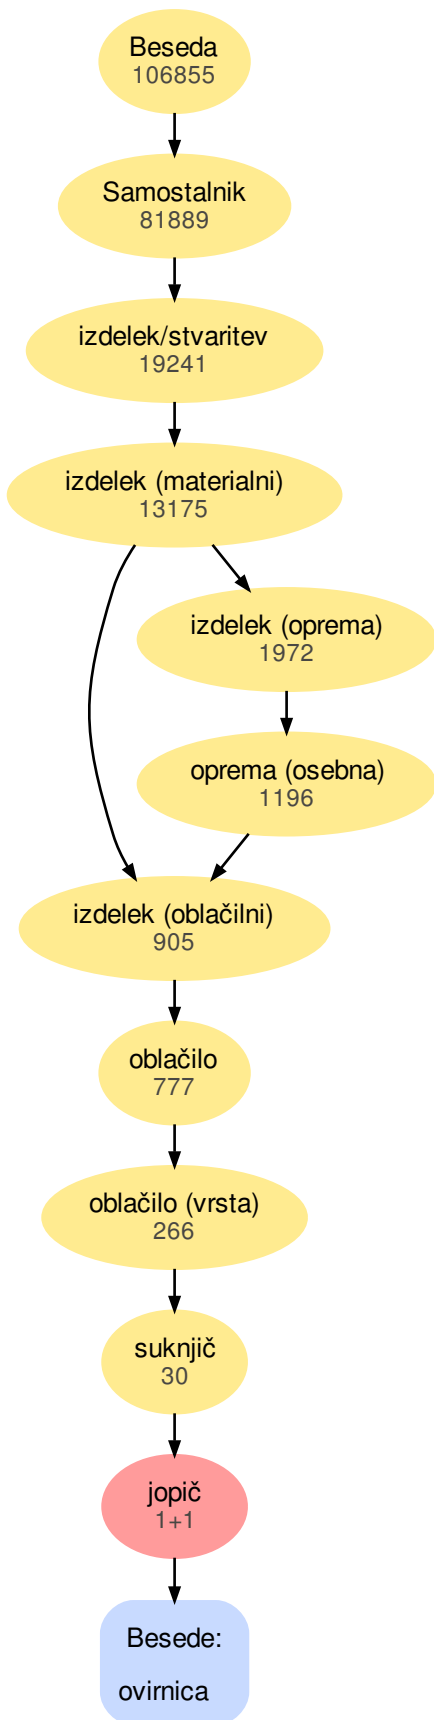 Beseda
106855
Samostalnik
81889
izdelek/stvaritev
19241
izdelek (materialni)
13175
izdelek (oprema)
1972
oprema (osebna)
1196
izdelek (oblačilni)
905
oblačilo
777
oblačilo (vrsta)
266
suknjič
30
jopič
1+1
Besede:
ovirnica